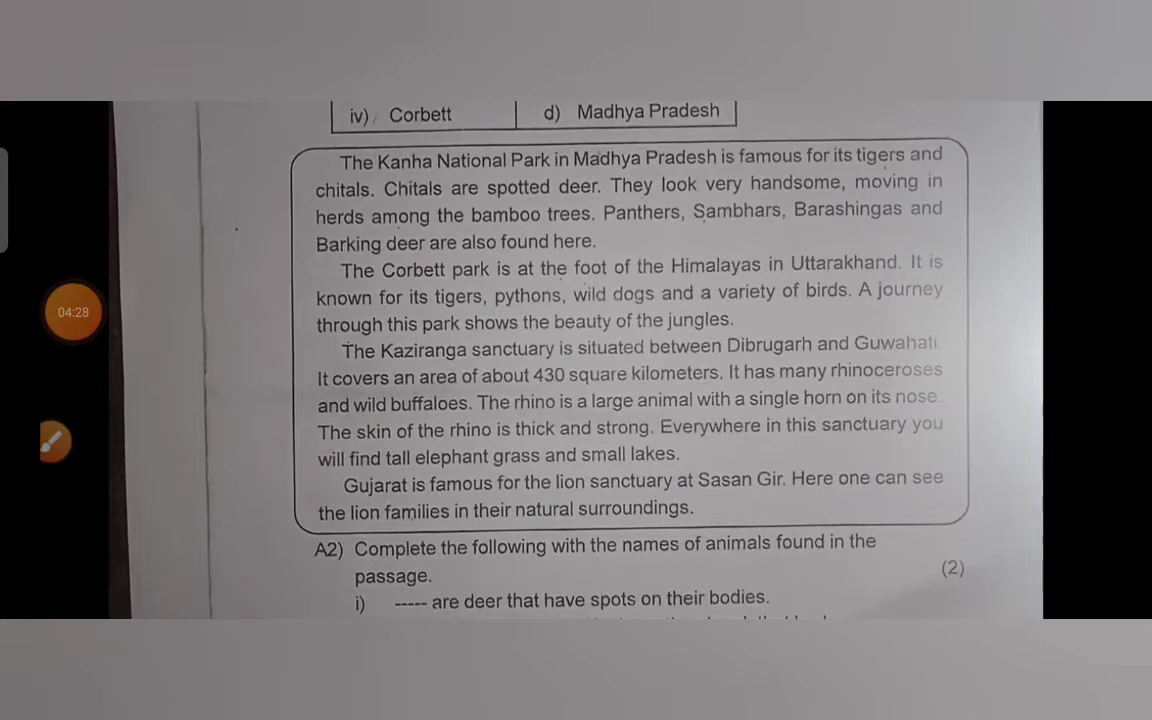 iv) Corbett d) Madhya Pradesh
The Kanha National Park in Madhya Pradesh is famous for its tigers and
chitals. Chitals are spotted deer. They look very handsome, moving in
herds among the bamboo trees. Panthers, Sambhars, Barashingas and
Barking deer are also found here.
The Corbett park is at the foot of the Himalayas in Uttarakhand. It is
known for its tigers, pythons, wild dogs and a variety of birds. A journey
through this park shows the beauty of the jungles.
The Kaziranga sanctuary is situated between Dibrugarh and Guwahati.
It covers an area of about 430 square kilometers. It has many rhinoceroses
and wild buffaloes. The rhino is a large animal with a single horn on its nose.
The skin of the rhino is thick and strong. Everywhere in this sanctuary you
will find tall elephant grass and small lakes.
Gujarat is famous for the lion sanctuary at Sasan Gir. Here one can see
the lion families in their natural surroundings.
A2) Complete the following with the names of animals found in the
passage. (2)
i) ----- are deer that have spots on their bodies.
04:28